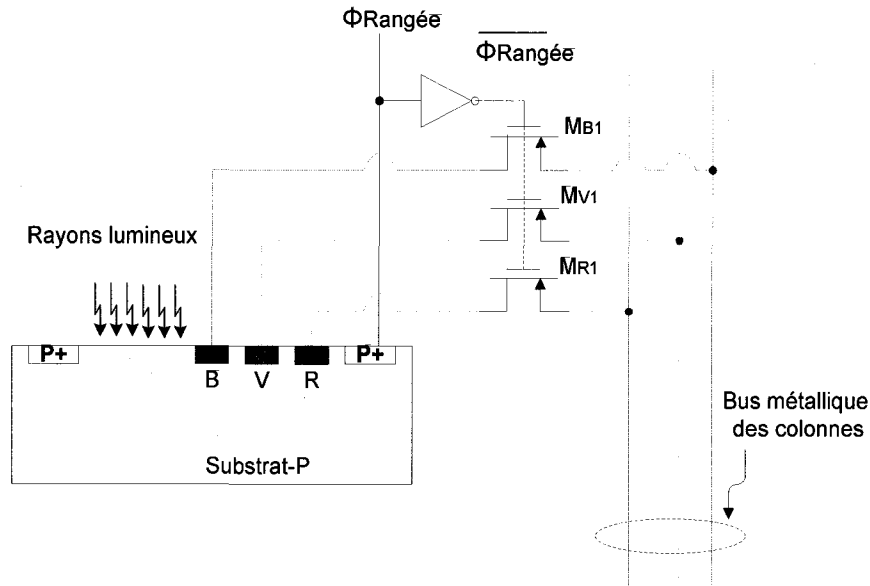 ΦRangée
ΦRangée
MB1
MV1
MR1
Rayons lumineux
P+
P+
B
V
R
Substrat-P
Bus métallique
des colonnes